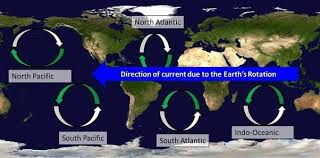 North Atlantic
North Pacific
Direction of current due to the Earth's Rotation
South Pacific
South Atlantic
Indo-Oceanic